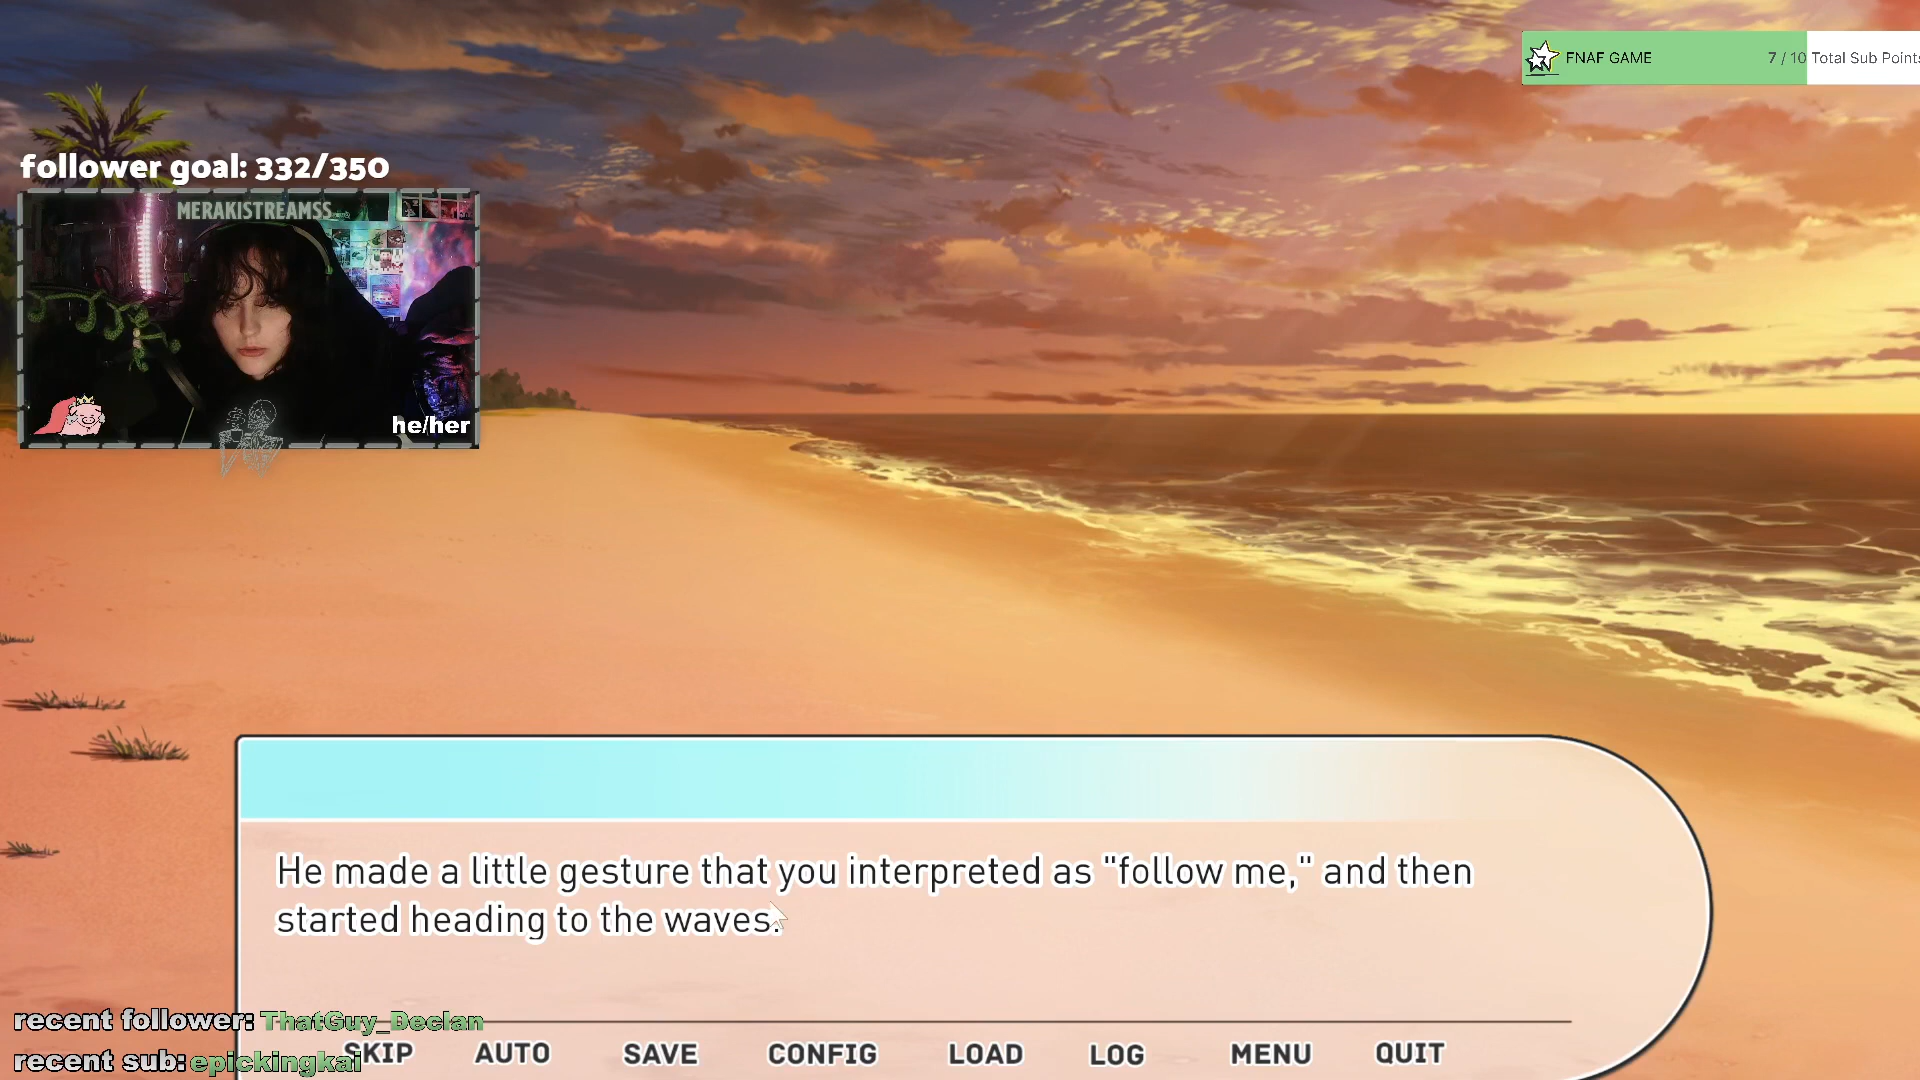 FNAF GAME 7 / 10 Total Sub Points
follower goal: 332/350
MERAKISTREAMSS
he/her
He made a little gesture that you interpreted as "follow me," and then
started heading to the waves.
recent follower: ThatGuy_Declan
recent sub: epickingkai
SKIP AUTO SAVE CONFIG LOAD LOG MENU QUIT